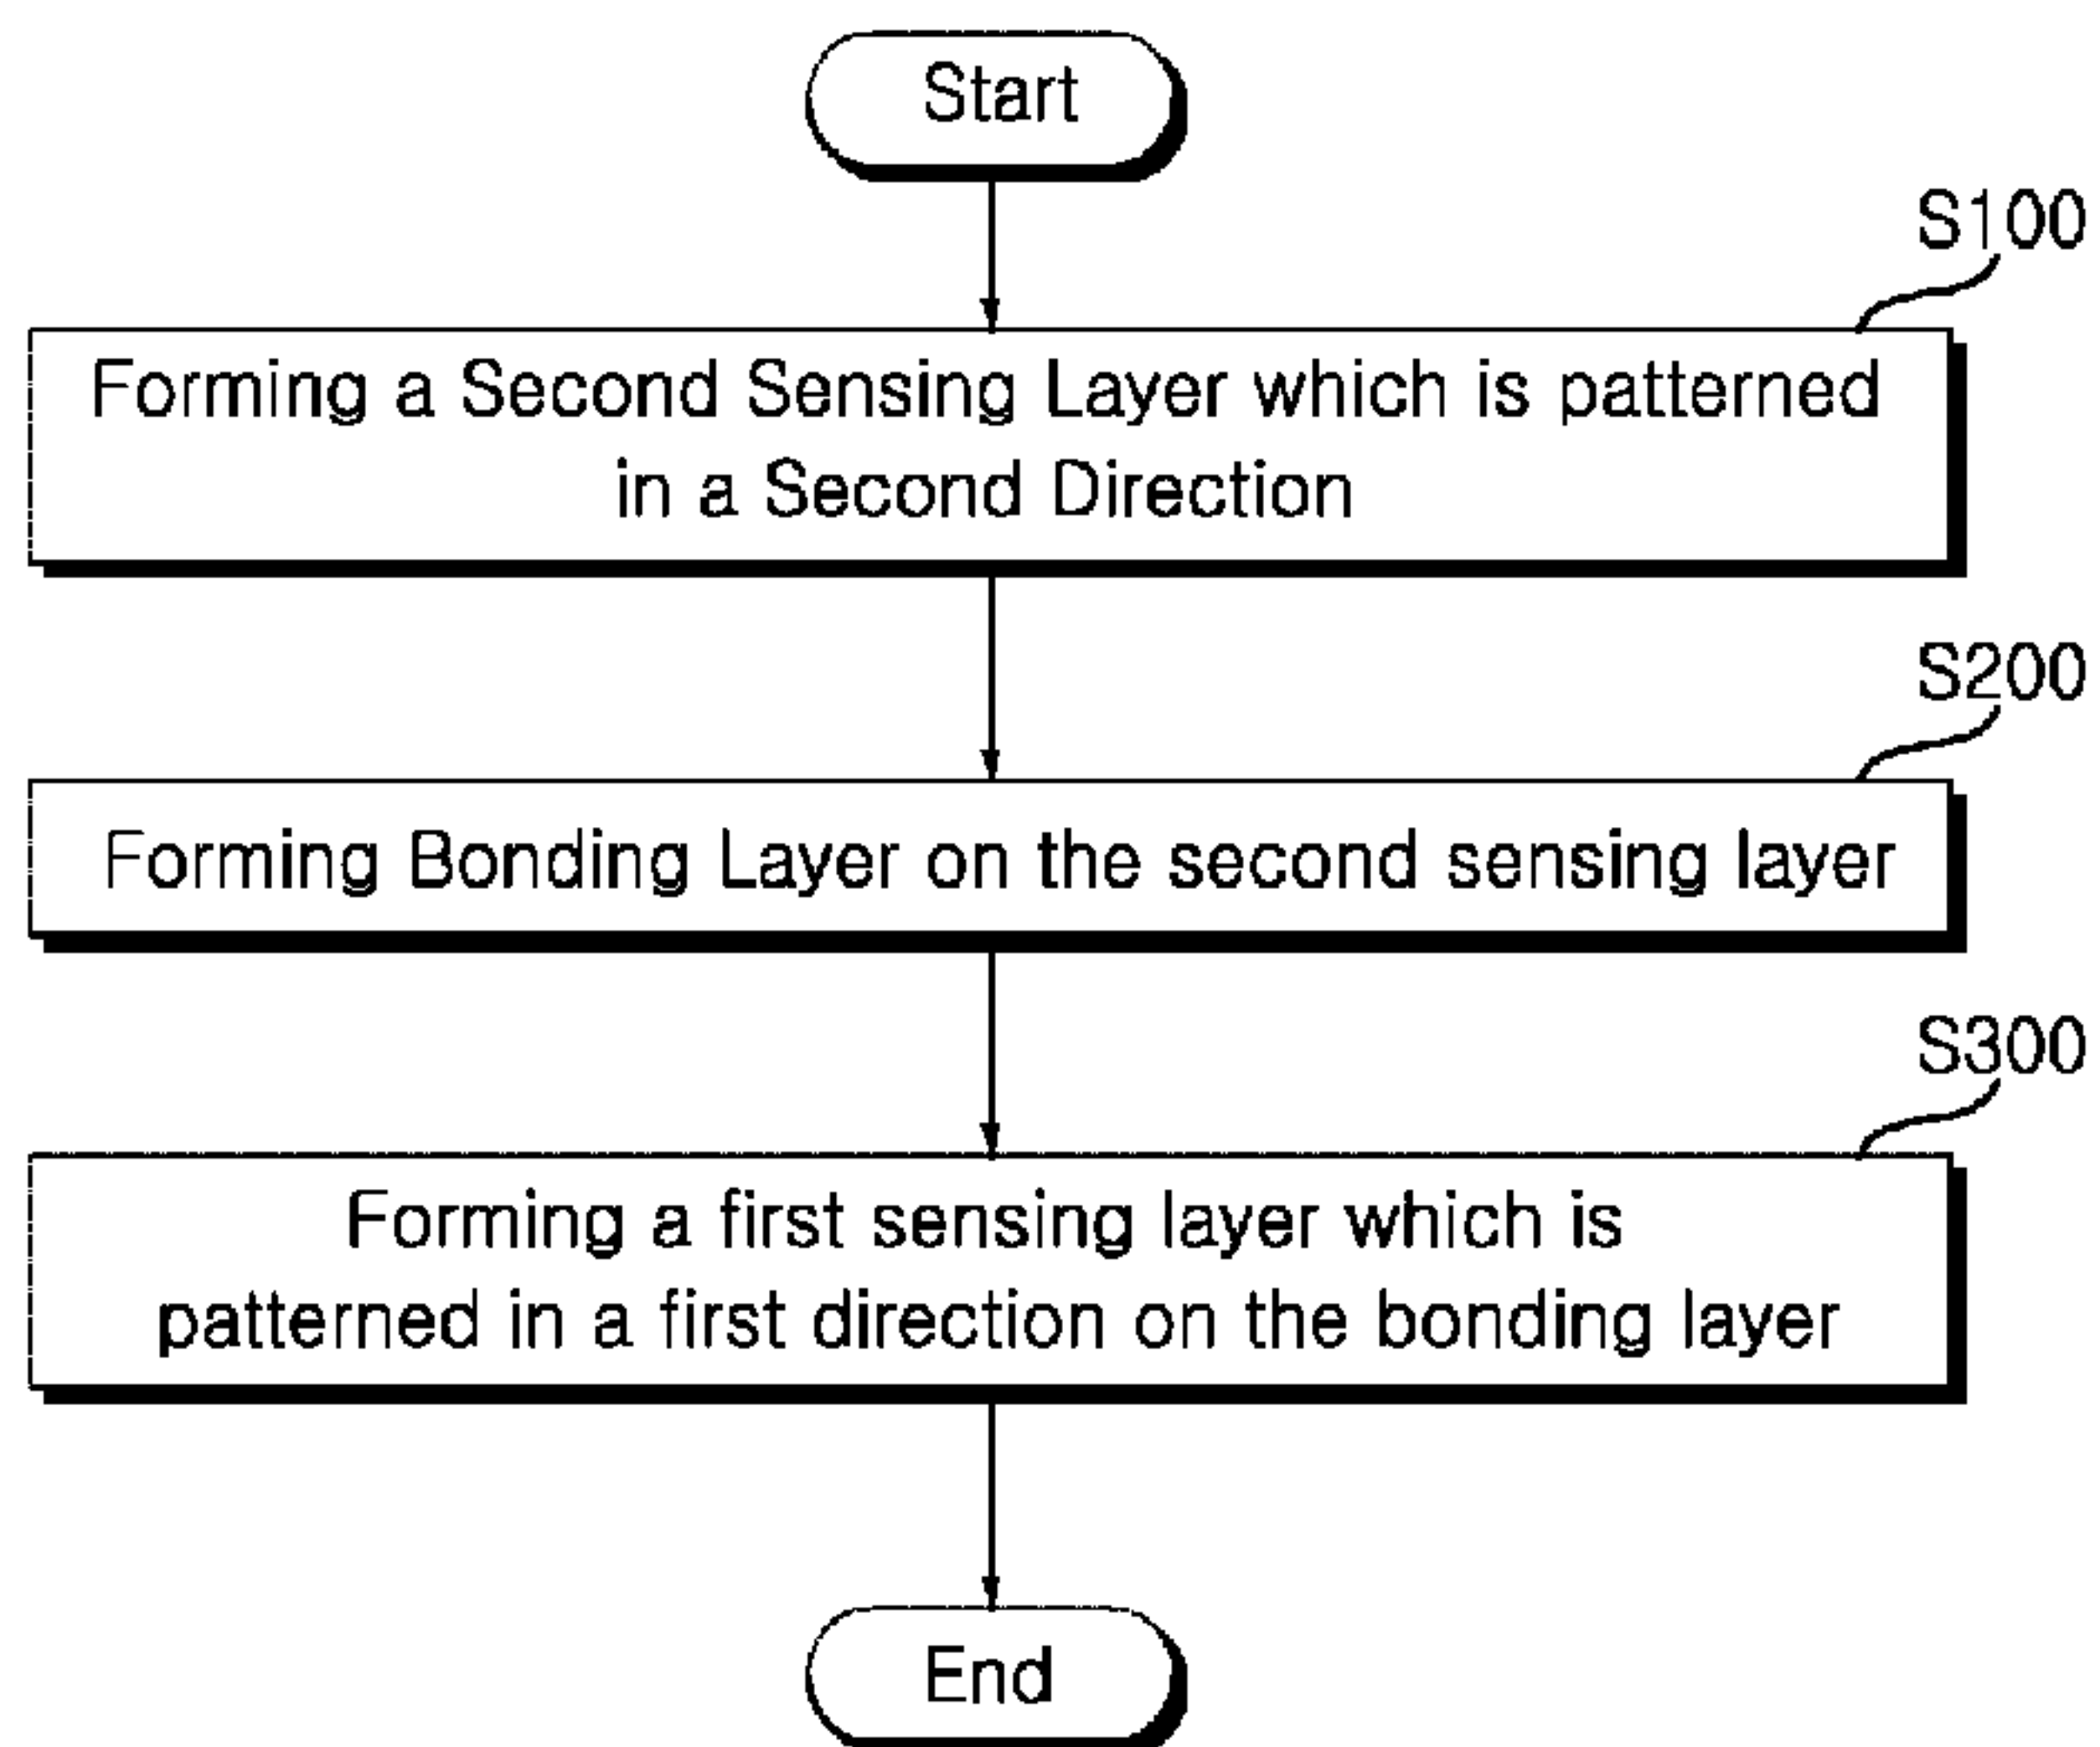 Start
S100
Forming a Second Sensing Layer which is patterned
in a Second Direction
S200
Forming Bonding Layer on the second sensing layer
S300
Forming a first sensing layer which is
patterned in a first direction on the bonding layer
End